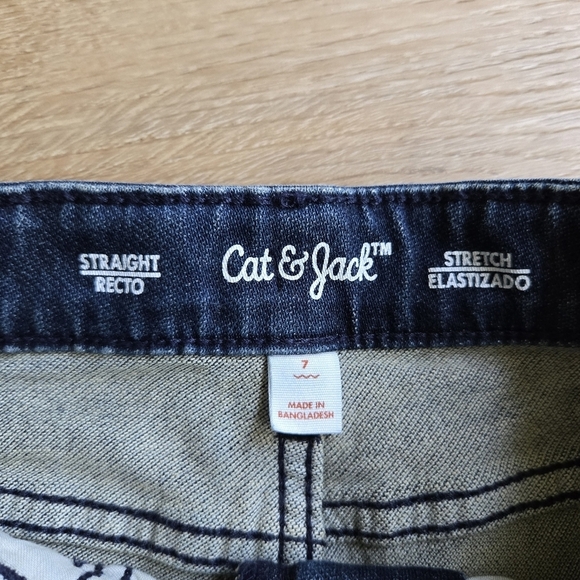 STRAIGHT
RECTO
Cat & Jack™
STRETCH
ELASTIZADO
7
MADE IN
BANGLADESH